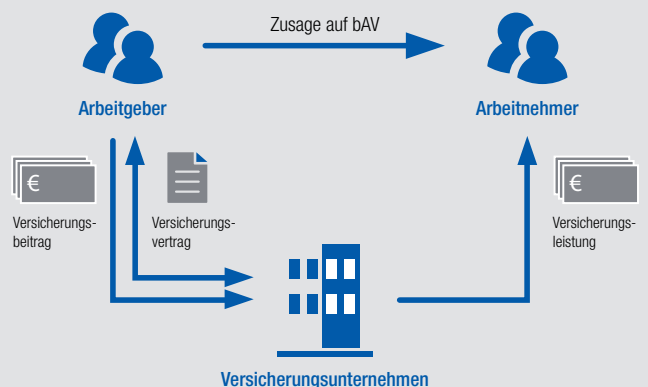 Zusage auf bAV
Arbeitgeber
Arbeitnehmer
€
Versicherungs-
beitrag
Versicherungs-
vertrag
€
Versicherungs-
leistung
Versicherungsunternehmen